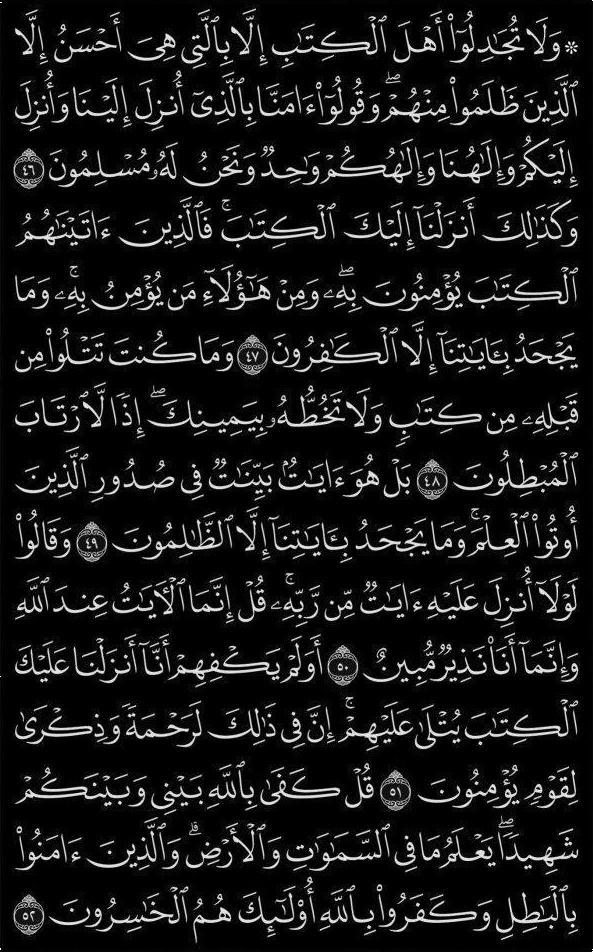 ۞ وَلَا تُجَٰدِلُوٓا۟ أَهْلَ ٱلْكِتَٰبِ إِلَّا بِٱلَّتِى هِىَ أَحْسَنُ إِلَّا
ٱلَّذِينَ ظَلَمُوا۟ مِنْهُمْ ۖ وَقُولُوٓا۟ ءَامَنَّا بِٱلَّذِىٓ أُنزِلَ إِلَيْنَا وَأُنزِلَ
إِلَيْكُمْ وَإِلَٰهُنَا وَإِلَٰهُكُمْ وَٰحِدٌ وَنَحْنُ لَهُۥ مُسْلِمُونَ ٤٦
وَكَذَٰلِكَ أَنزَلْنَآ إِلَيْكَ ٱلْكِتَٰبَ ۚ فَٱلَّذِينَ ءَاتَيْنَٰهُمُ
ٱلْكِتَٰبَ يُؤْمِنُونَ بِهِۦ ۖ وَمِنْ هَٰٓؤُلَآءِ مَن يُؤْمِنُ بِهِۦ ۚ وَمَا
يَجْحَدُ بِـَٔايَٰتِنَآ إِلَّا ٱلْكَٰفِرُونَ ٤٧ وَمَا كُنتَ تَتْلُوا۟ مِن
قَبْلِهِۦ مِن كِتَٰبٍ وَلَا تَخُطُّهُۥ بِيَمِينِكَ ۖ إِذًا لَّٱرْتَابَ
ٱلْمُبْطِلُونَ ٤٨ بَلْ هُوَ ءَايَٰتٌۢ بَيِّنَٰتٌ فِى صُدُورِ ٱلَّذِينَ
أُوتُوا۟ ٱلْعِلْمَ ۚ وَمَا يَجْحَدُ بِـَٔايَٰتِنَآ إِلَّا ٱلظَّٰلِمُونَ ٤٩ وَقَالُوا۟
لَوْلَآ أُنزِلَ عَلَيْهِ ءَايَٰتٌ مِّن رَّبِّهِۦ ۚ قُلْ إِنَّمَا ٱلْـَٔايَٰتُ عِندَ ٱللَّهِ
وَإِنَّمَآ أَنَا۠ نَذِيرٌ مُّبِينٌ ٥٠ أَوَلَمْ يَكْفِهِمْ أَنَّآ أَنزَلْنَا عَلَيْكَ
ٱلْكِتَٰبَ يُتْلَىٰ عَلَيْهِمْ ۚ إِنَّ فِى ذَٰلِكَ لَرَحْمَةً وَذِكْرَىٰ
لِقَوْمٍ يُؤْمِنُونَ ٥١ قُلْ كَفَىٰ بِٱللَّهِ بَيْنِى وَبَيْنَكُمْ
شَهِيدًا ۖ يَعْلَمُ مَا فِى ٱلسَّمَٰوَٰتِ وَٱلْأَرْضِ ۗ وَٱلَّذِينَ ءَامَنُوا۟
بِٱلْبَٰطِلِ وَكَفَرُوا۟ بِٱللَّهِ أُو۟لَٰٓئِكَ هُمُ ٱلْخَٰسِرُونَ ٥٢